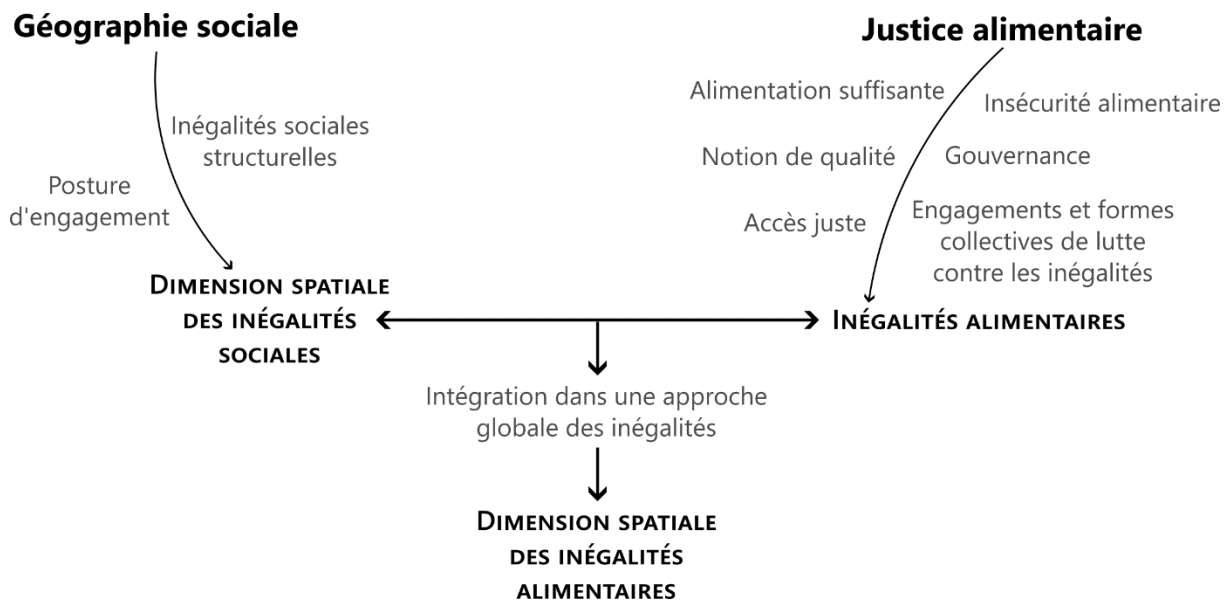 Géographie sociale
Inégalités sociales
structurelles
Posture
d'engagement
DIMENSION SPATIALE
DES INÉGALITÉS
SOCIALES
Justice alimentaire
Alimentation suffisante
Insécurité alimentaire
Notion de qualité
Gouvernance
Accès juste
Engagements et formes
collectives de lutte
contre les inégalités
INÉGALITÉS ALIMENTAIRES
Intégration dans une approche
globale des inégalités
DIMENSION SPATIALE
DES INÉGALITÉS
ALIMENTAIRES